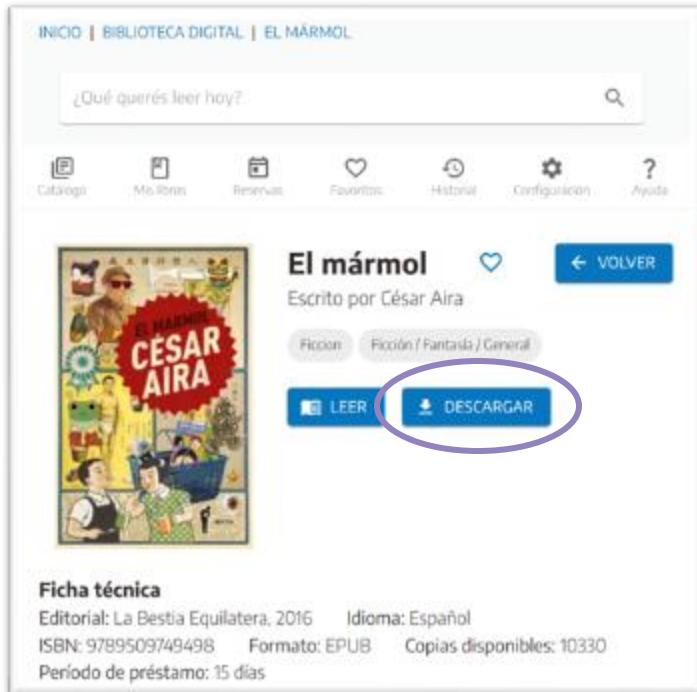 INICIO | BIBLIOTECA DIGITAL | EL MÁRMOL
¿Qué querés leer hoy?
Catálogo Mis libros Reservas Favoritos Historial Configuración Ayuda
El mármol
VOLVER
Escrito por César Aira
Ficcion Ficción / Fantasía / General
LEER DESCARGAR
EL MÁRMOL
CÉSAR
AIRA
Ficha técnica
Editorial: La Bestia Equilatera, 2016 Idioma: Español
ISBN: 9789509749498 Formato: EPUB Copias disponibles: 10330
Período de préstamo: 15 días